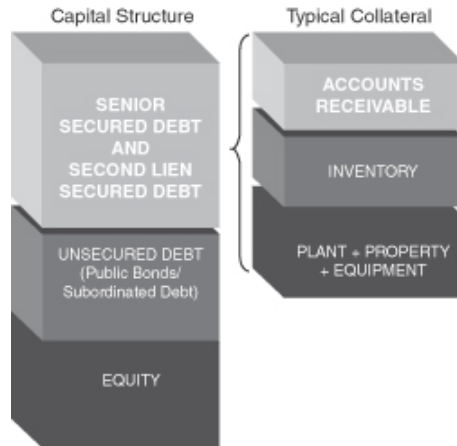 Capital Structure
Typical Collateral
SENIOR
SECURED DEBT
AND
SECOND LIEN
SECURED DEBT
UNSECURED DEBT
(Public Bonds/
Subordinated Debt)
EQUITY
ACCOUNTS
RECEIVABLE
INVENTORY
PLANT + PROPERTY
+ EQUIPMENT